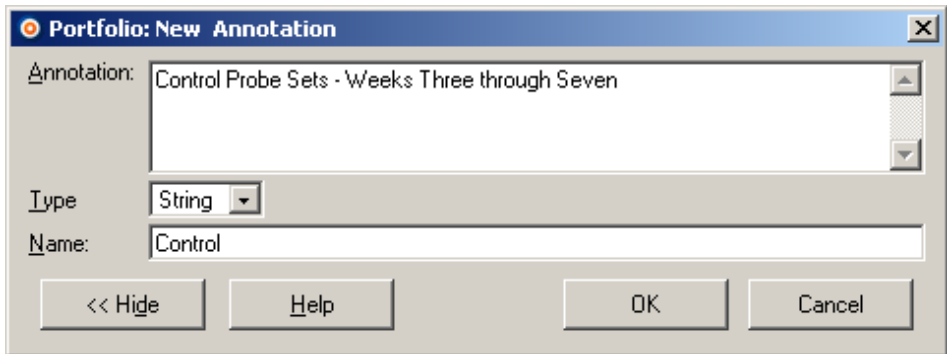 Portfolio: New Annotation
Annotation: Control Probe Sets - Weeks Three through Seven
Type String
Name: Control
<< Hide Help OK Cancel